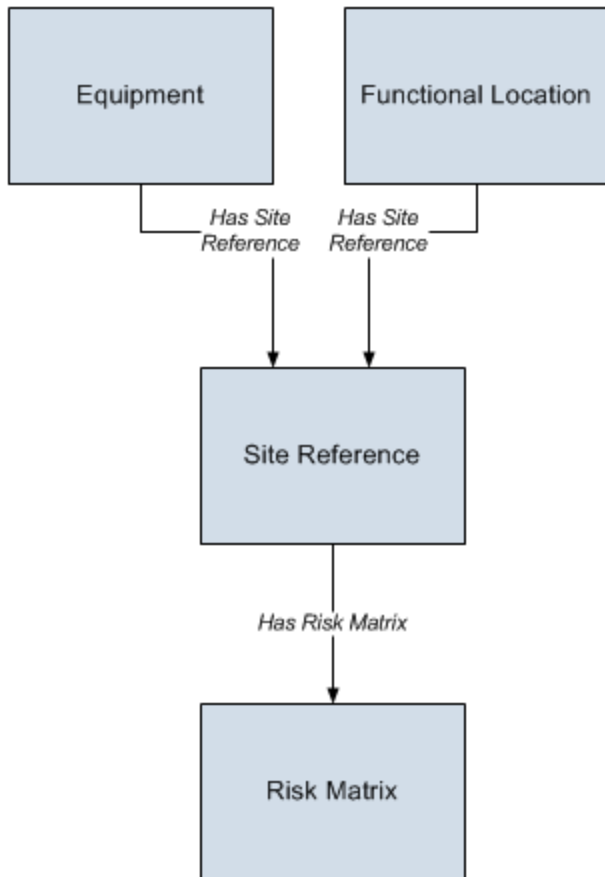 Equipment
Functional Location
Has Site
Reference
Has Site
Reference
Site Reference
Has Risk Matrix
Risk Matrix